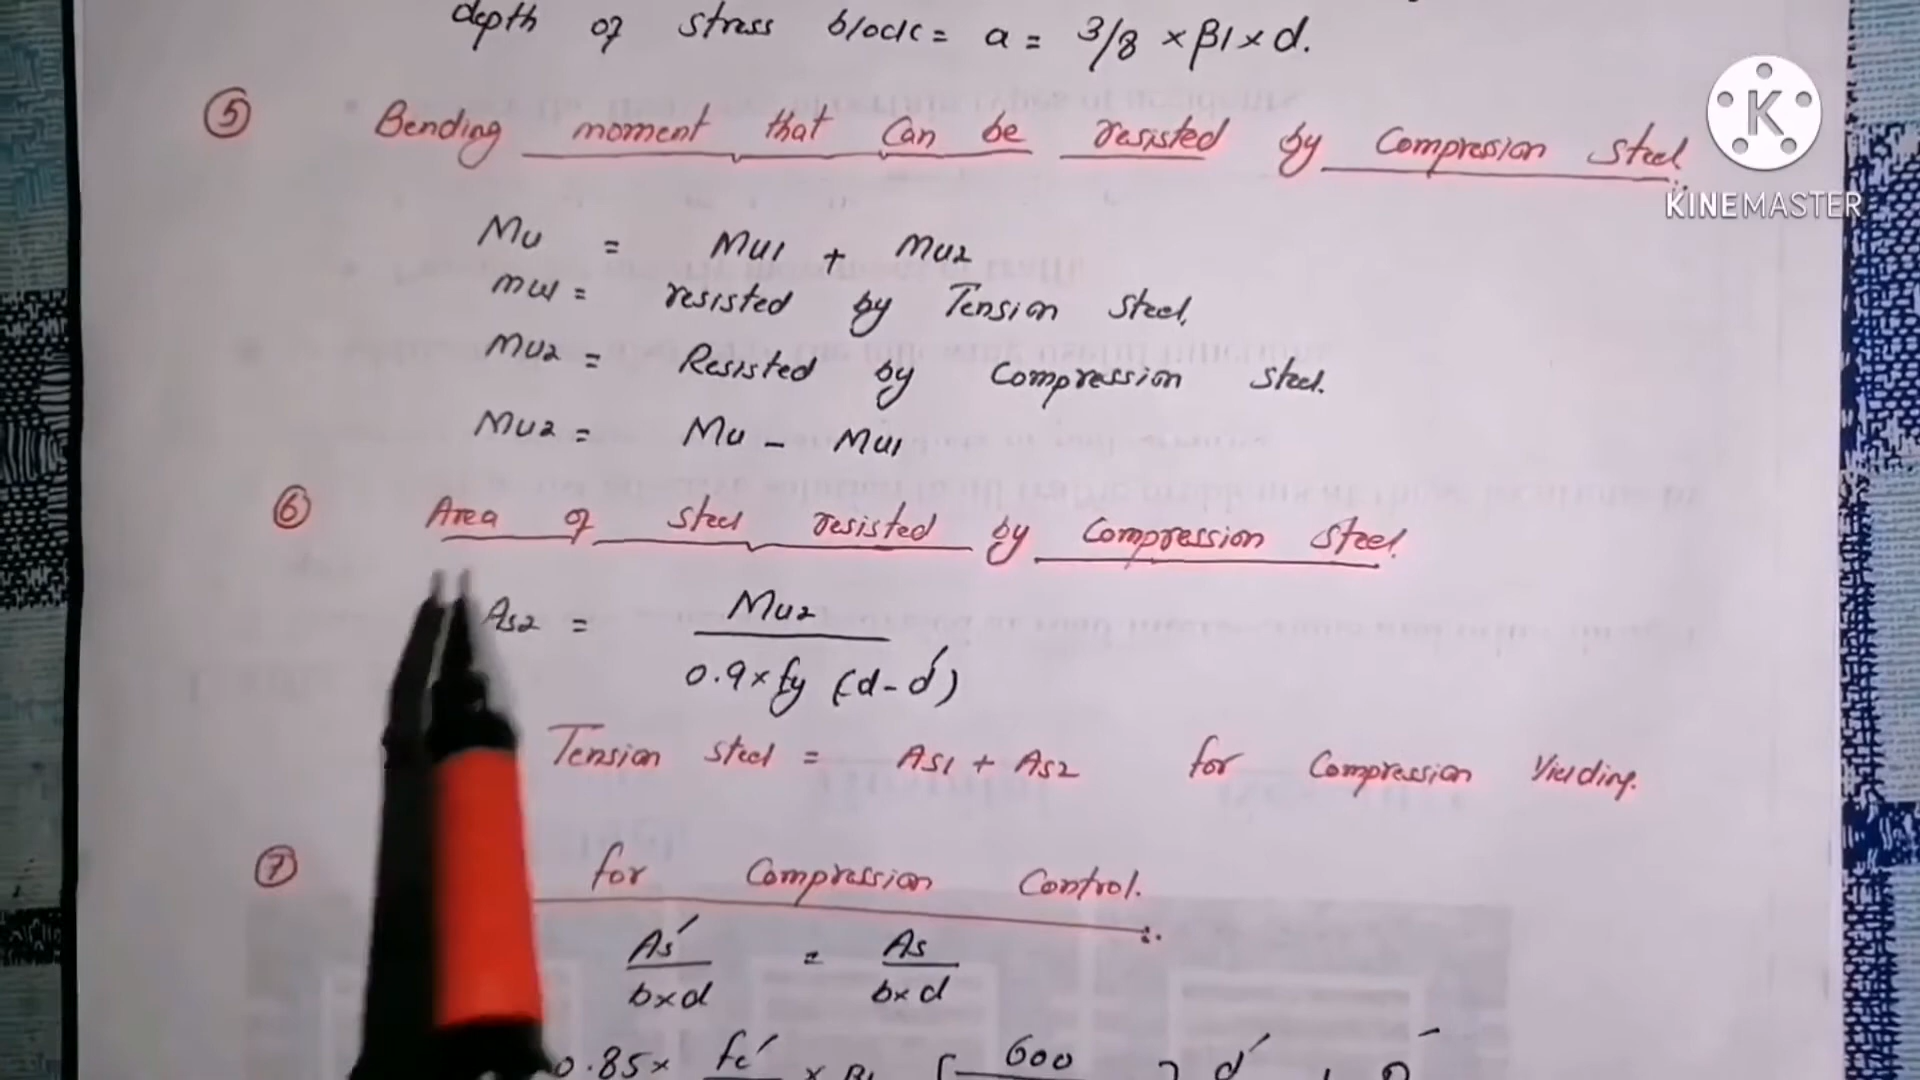 depth of stress block = a = 3/8 × β1 × d.
⑤ Bending moment that Can be resisted by Compression Steel.
K
KINEMASTER
Mu = Mu1 + Mu2
mu1 = resisted by Tension Steel.
Mu2 = Resisted by Compression Steel.
Mu2 = Mu - Mu1
⑥ Area of Steel resisted by Compression Steel.
As2 = Mu2 / 0.9 × fy (d - d')
Tension Steel = As1 + As2 for Compression Yielding.
⑦ for Compression Control.
As' / b×d = As / b×d
0.85 × fc' × β1 600 d'